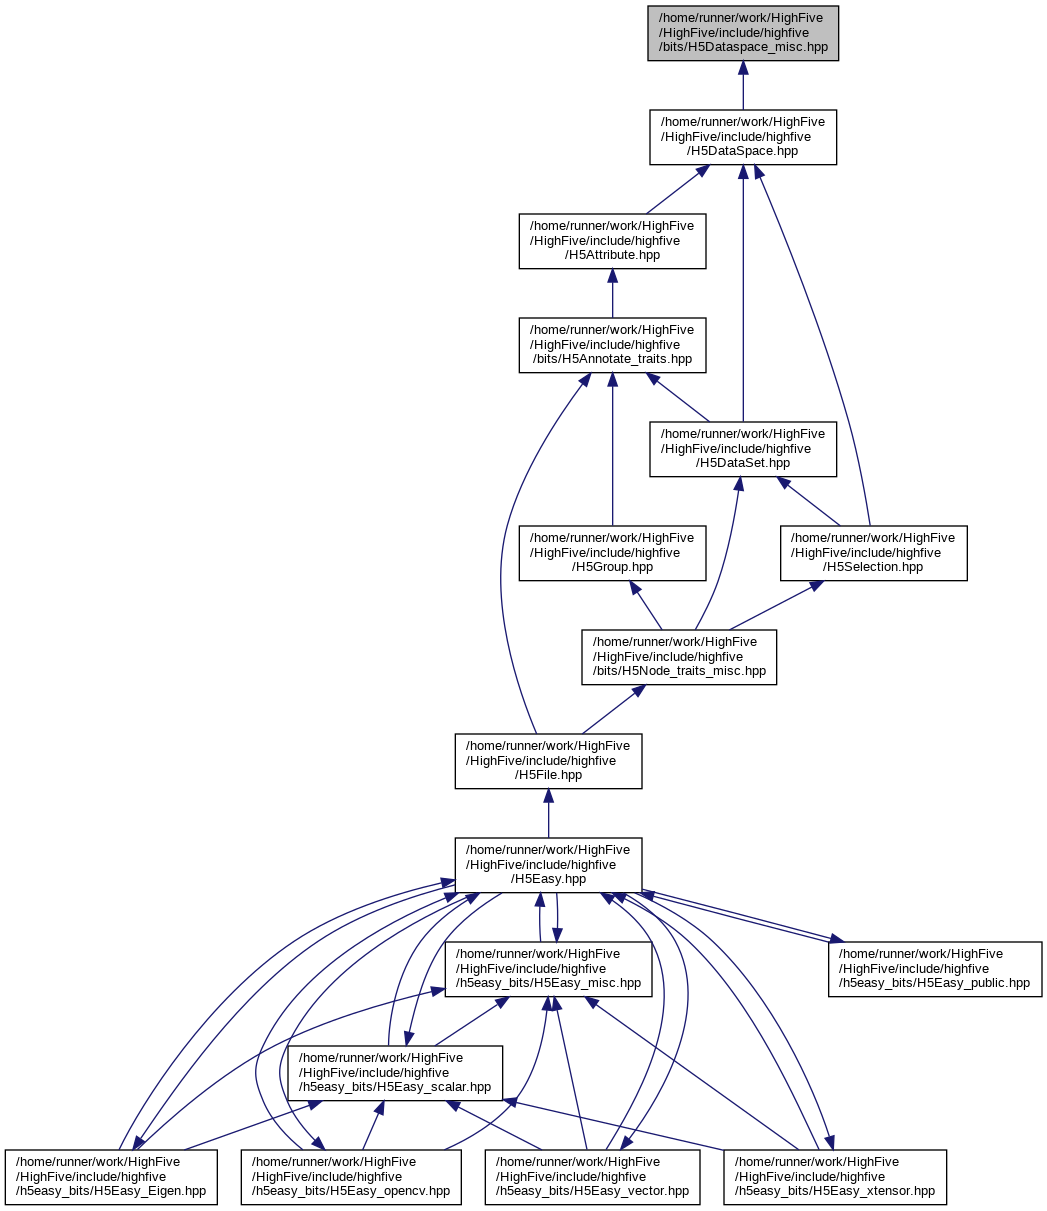 /home/runner/work/HighFive
/HighFive/include/highfive
/bits/H5Dataspace_misc.hpp
/home/runner/work/HighFive
/HighFive/include/highfive
/H5DataSpace.hpp
/home/runner/work/HighFive
/HighFive/include/highfive
/H5Attribute.hpp
/home/runner/work/HighFive
/HighFive/include/highfive
/bits/H5Annotate_traits.hpp
/home/runner/work/HighFive
/HighFive/include/highfive
/H5DataSet.hpp
/home/runner/work/HighFive
/HighFive/include/highfive
/H5Group.hpp
/home/runner/work/HighFive
/HighFive/include/highfive
/H5Selection.hpp
/home/runner/work/HighFive
/HighFive/include/highfive
/bits/H5Node_traits_misc.hpp
/home/runner/work/HighFive
/HighFive/include/highfive
/H5File.hpp
/home/runner/work/HighFive
/HighFive/include/highfive
/H5Easy.hpp
/home/runner/work/HighFive
/HighFive/include/highfive
/h5easy_bits/H5Easy_misc.hpp
/home/runner/work/HighFive
/HighFive/include/highfive
/h5easy_bits/H5Easy_public.hpp
/home/runner/work/HighFive
/HighFive/include/highfive
/h5easy_bits/H5Easy_scalar.hpp
/home/runner/work/HighFive
/HighFive/include/highfive
/h5easy_bits/H5Easy_Eigen.hpp
/home/runner/work/HighFive
/HighFive/include/highfive
/h5easy_bits/H5Easy_opencv.hpp
/home/runner/work/HighFive
/HighFive/include/highfive
/h5easy_bits/H5Easy_vector.hpp
/home/runner/work/HighFive
/HighFive/include/highfive
/h5easy_bits/H5Easy_xtensor.hpp